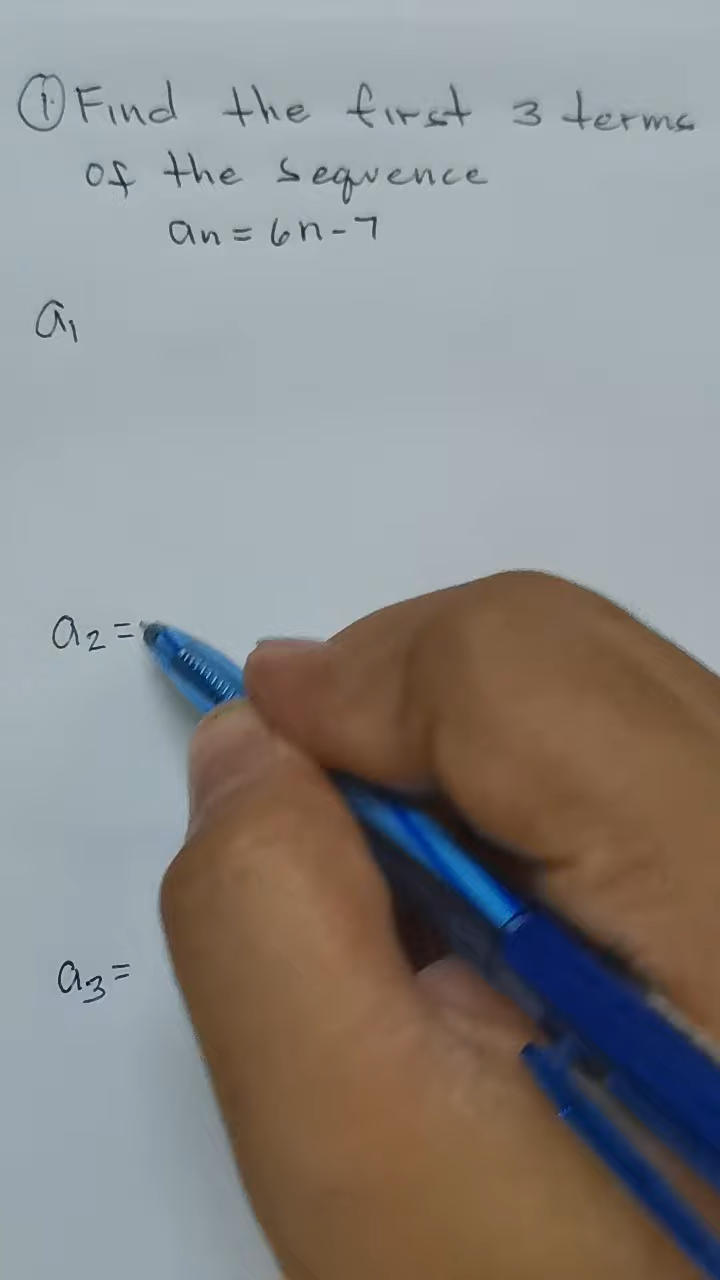 ① Find the first 3 terms
of the sequence
an = 6n - 7
a1
a2 =
a3 =